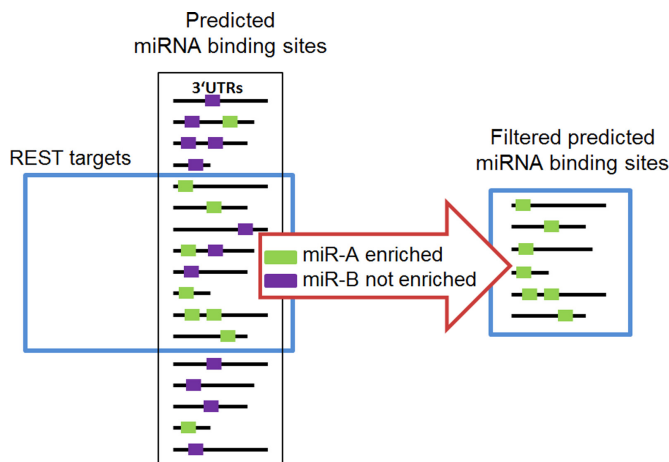 Predicted
miRNA binding sites
3‘UTRs
REST targets
Filtered predicted
miRNA binding sites
miR-A enriched
miR-B not enriched